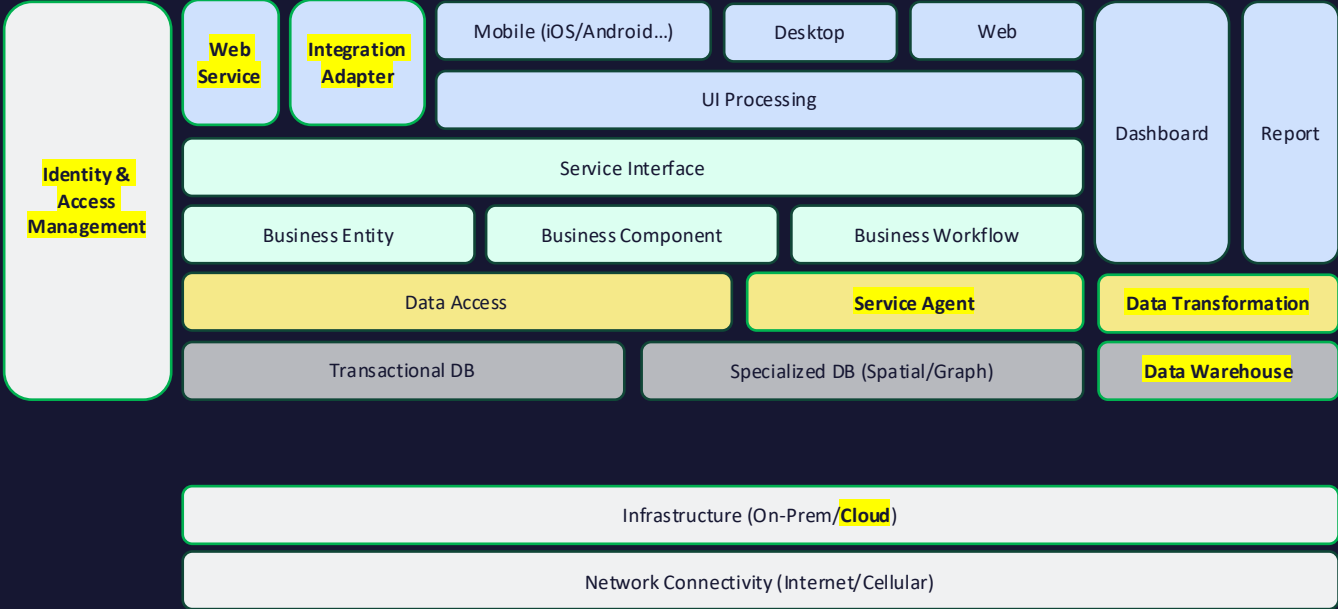 Identity &
Access
Management
Web
Service
Integration
Adapter
Mobile (iOS/Android...)
Desktop
Web
UI Processing
Dashboard
Report
Service Interface
Business Entity
Business Component
Business Workflow
Data Access
Service Agent
Data Transformation
Transactional DB
Specialized DB (Spatial/Graph)
Data Warehouse
Infrastructure (On-Prem/Cloud)
Network Connectivity (Internet/Cellular)